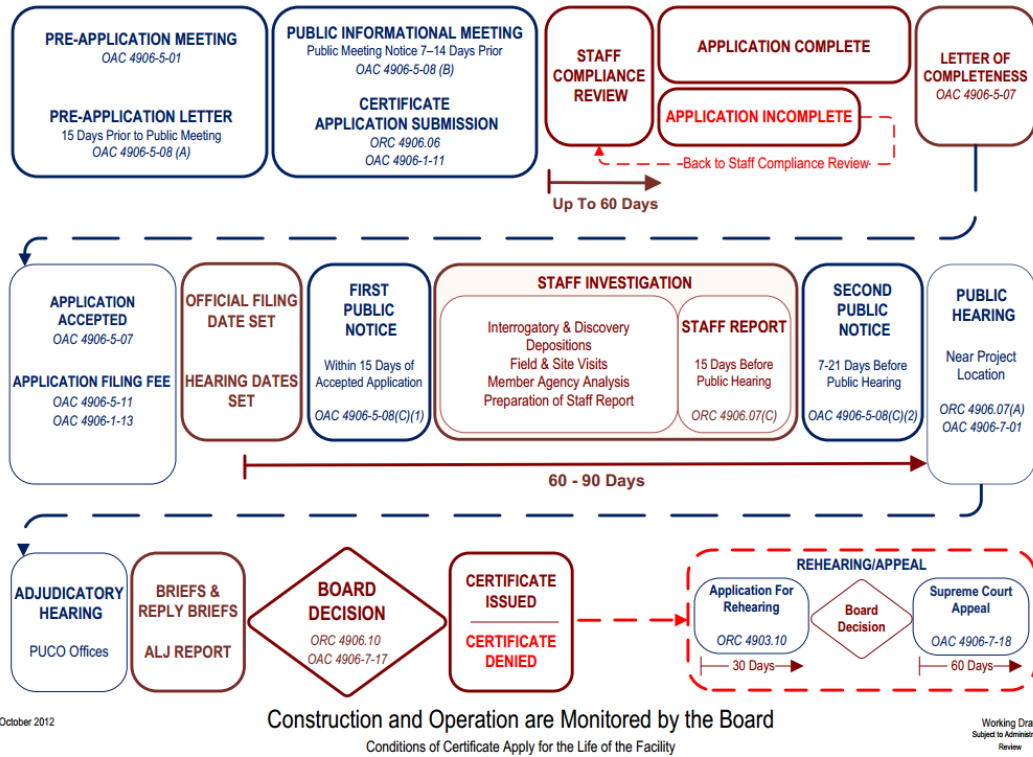 PRE-APPLICATION MEETING
OAC 4906-5-01
PRE-APPLICATION LETTER
15 Days Prior to Public Meeting
OAC 4906-5-08 (A)
PUBLIC INFORMATIONAL MEETING
Public Meeting Notice 7–14 Days Prior
OAC 4906-5-08 (B)
CERTIFICATE
APPLICATION SUBMISSION
ORC 4906.06
OAC 4906-1-11
STAFF
COMPLIANCE
REVIEW
APPLICATION COMPLETE
APPLICATION INCOMPLETE
Back to Staff Compliance Review
LETTER OF
COMPLETENESS
OAC 4906-5-07
Up To 60 Days
APPLICATION
ACCEPTED
OAC 4906-5-07
APPLICATION FILING FEE
OAC 4906-5-11
OAC 4906-1-13
OFFICIAL FILING
DATE SET
HEARING DATES
SET
FIRST
PUBLIC
NOTICE
Within 15 Days of
Accepted Application
OAC 4906-5-08(C)(1)
STAFF INVESTIGATION
Interrogatory & Discovery
Depositions
Field & Site Visits
Member Agency Analysis
Preparation of Staff Report
STAFF REPORT
15 Days Before
Public Hearing
ORC 4906.07(C)
SECOND
PUBLIC
NOTICE
7-21 Days Before
Public Hearing
OAC 4906-5-08(C)(2)
PUBLIC
HEARING
Near Project
Location
ORC 4906.07(A)
OAC 4906-7-01
60 - 90 Days
ADJUDICATORY
HEARING
PUCO Offices
BRIEFS &
REPLY BRIEFS
ALJ REPORT
BOARD
DECISION
ORC 4906.10
OAC 4906-7-17
CERTIFICATE
ISSUED
CERTIFICATE
DENIED
REHEARING/APPEAL
Application For
Rehearing
ORC 4903.10
30 Days
Board
Decision
Supreme Court
Appeal
OAC 4906-7-18
60 Days
October 2012
Construction and Operation are Monitored by the Board
Conditions of Certificate Apply for the Life of the Facility
Working Dra
Subject to Administ
Review